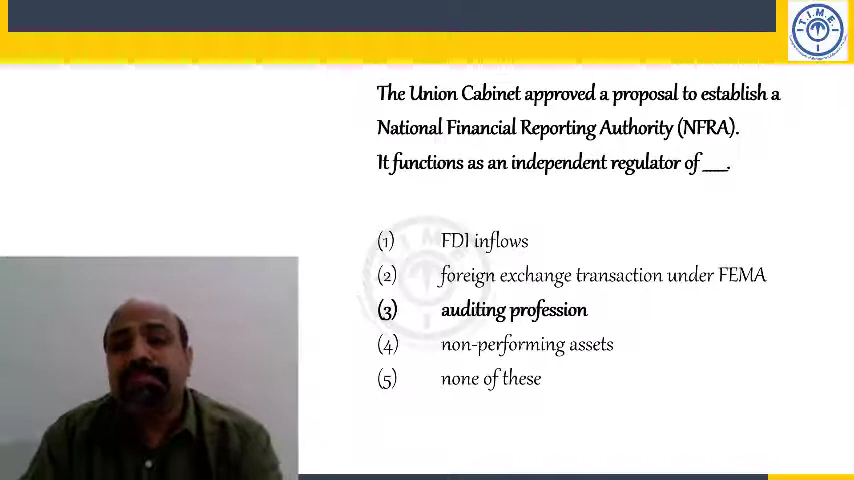 The Union Cabinet approved a proposal to establish a
National Financial Reporting Authority (NFRA).
It functions as an independent regulator of ___.
(1) FDI inflows
(2) foreign exchange transaction under FEMA
(3) auditing profession
(4) non-performing assets
(5) none of these
T.I.M.E.